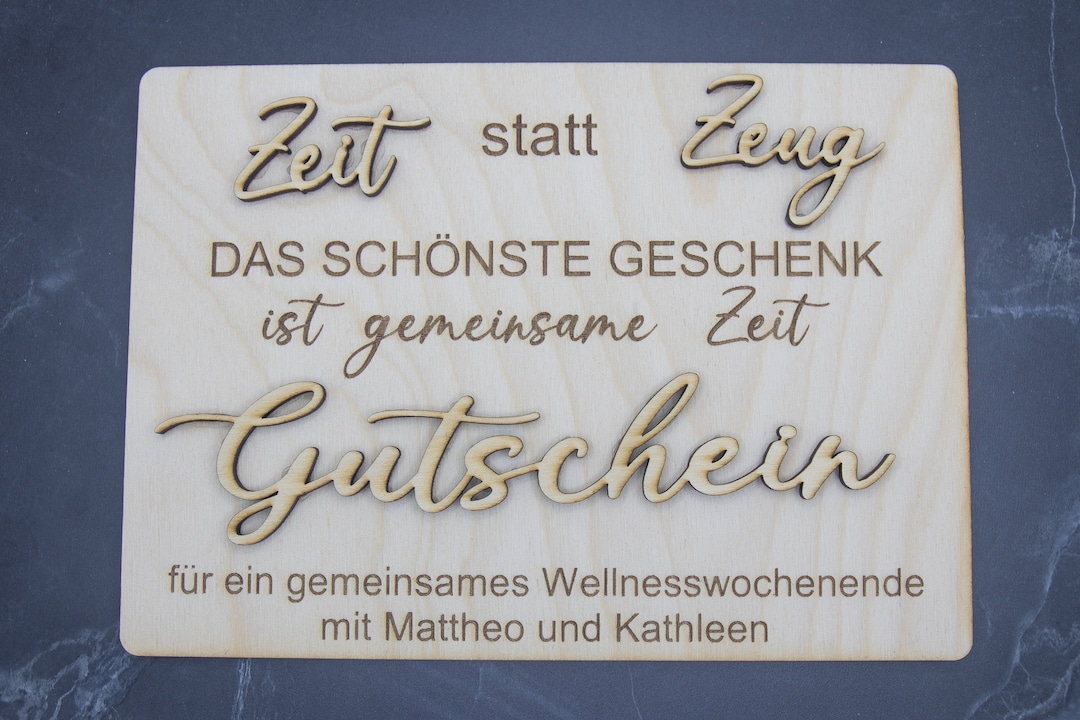 Zeit statt Zeug
DAS SCHÖNSTE GESCHENK
ist gemeinsame Zeit
Gutschein
für ein gemeinsames Wellnesswochenende
mit Mattheo und Kathleen